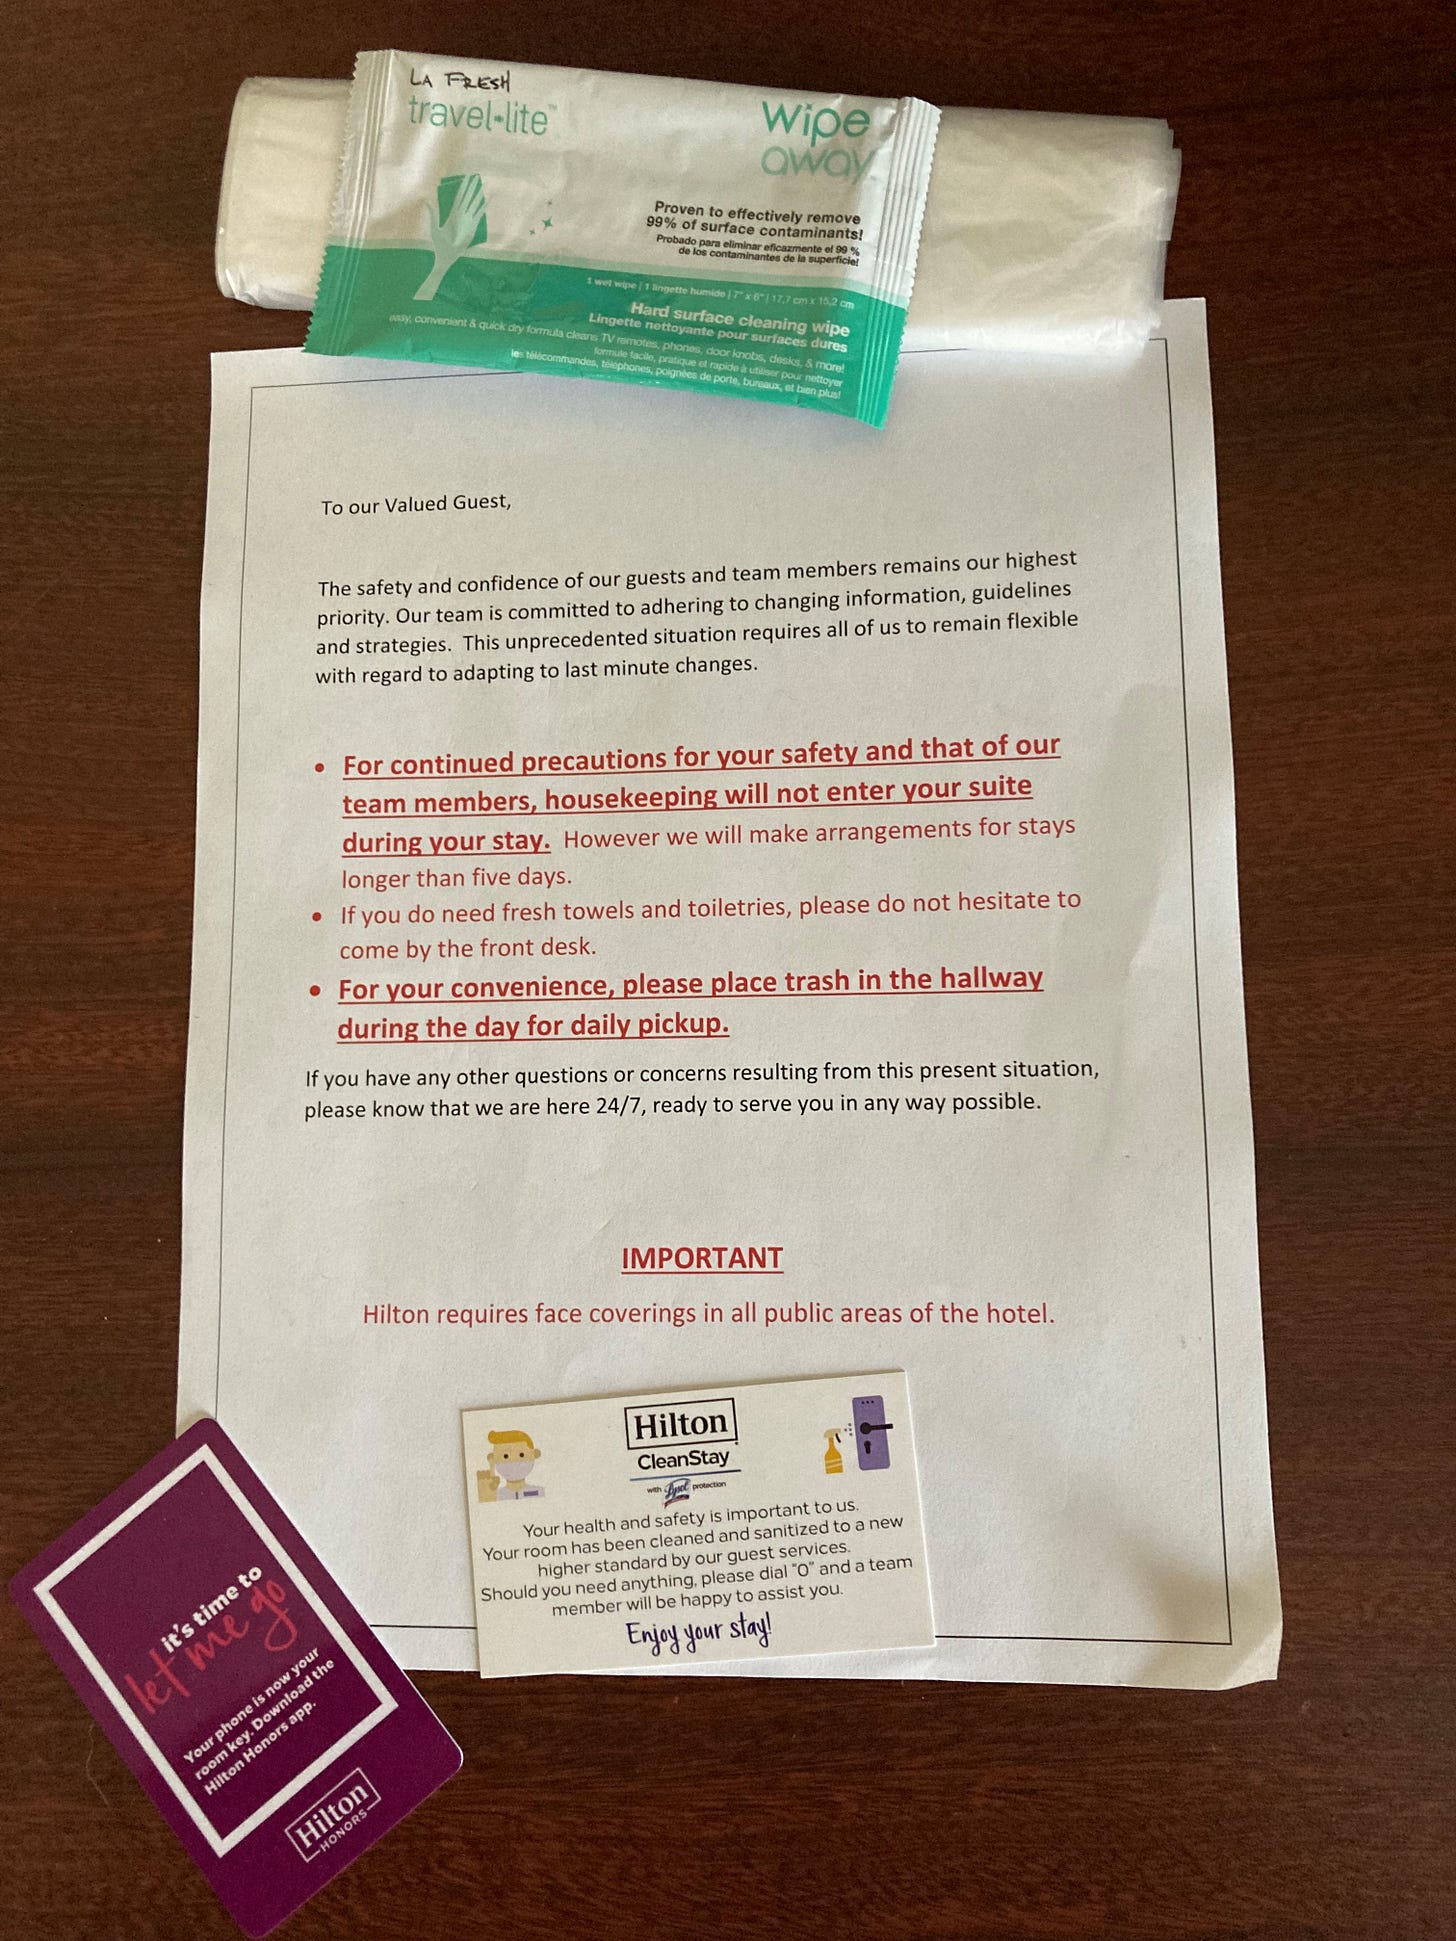 LA FRESH
travel·lite™
wipe
away
Proven to effectively remove
99% of surface contaminants!
Probado para eliminar eficazmente el 99 %
de los contaminantes de la superficie!
1 wet wipe | 1 lingette humide | 7" x 6" | 17,7 cm x 15,2 cm
Hard surface cleaning wipe
Lingette nettoyante pour surfaces dures
easy, convenient & quick dry formula cleans TV remotes, phones, door knobs, desks, & more!
formule facile, pratique et rapide à utiliser pour nettoyer
les télécommandes, téléphones, poignées de porte, bureaux, et bien plus!
To our Valued Guest,
The safety and confidence of our guests and team members remains our highest
priority. Our team is committed to adhering to changing information, guidelines
and strategies. This unprecedented situation requires all of us to remain flexible
with regard to adapting to last minute changes.
• For continued precautions for your safety and that of our
team members, housekeeping will not enter your suite
during your stay. However we will make arrangements for stays
longer than five days.
• If you do need fresh towels and toiletries, please do not hesitate to
come by the front desk.
• For your convenience, please place trash in the hallway
during the day for daily pickup.
If you have any other questions or concerns resulting from this present situation,
please know that we are here 24/7, ready to serve you in any way possible.
IMPORTANT
Hilton requires face coverings in all public areas of the hotel.
Hilton
CleanStay
with Lysol protection
Your health and safety is important to us.
Your room has been cleaned and sanitized to a new
higher standard by our guest services.
Should you need anything, please dial "0" and a team
member will be happy to assist you.
Enjoy your stay!
it's time to
let me go
Your phone is now your
room key. Download the
Hilton Honors app.
Hilton
HONORS